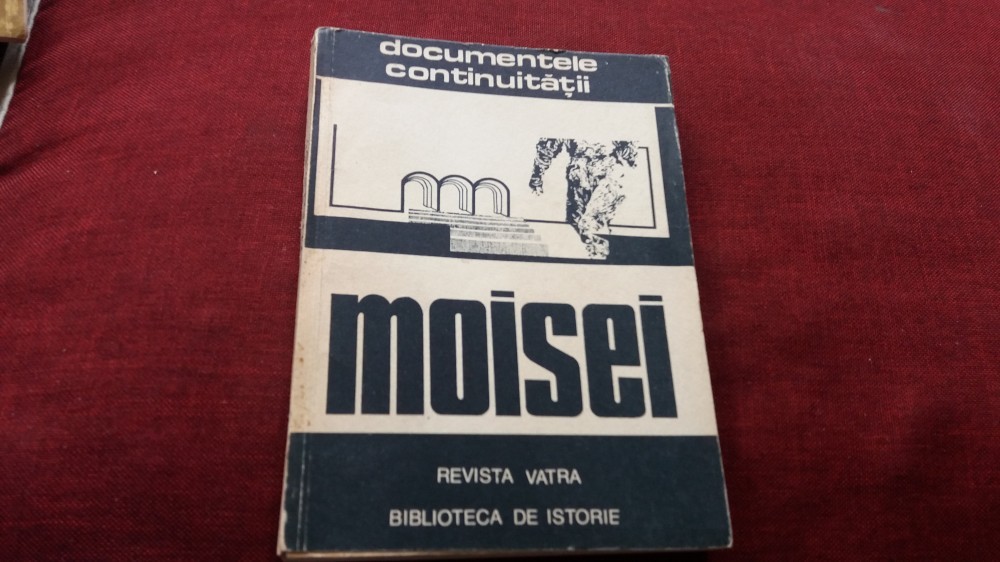 documentele
continuității
moisei
REVISTA VATRA
BIBLIOTECA DE ISTORIE